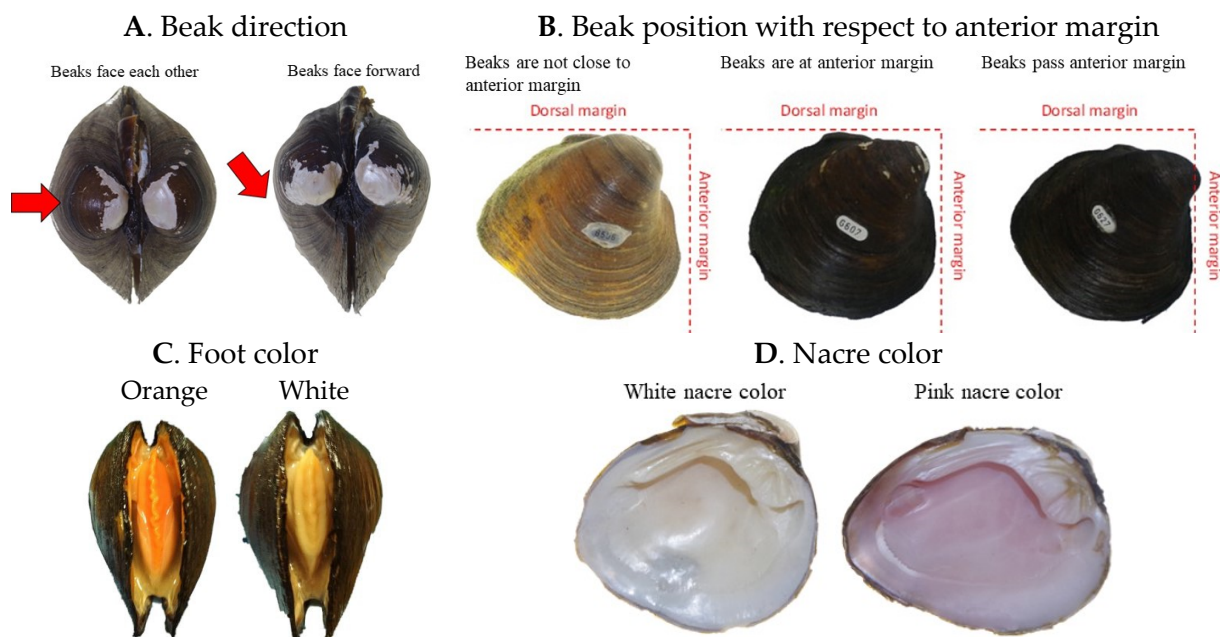 A. Beak direction
Beaks face each other
Beaks face forward
B. Beak position with respect to anterior margin
Beaks are not close to
anterior margin
Beaks are at anterior margin
Beaks pass anterior margin
Dorsal margin
Dorsal margin
Dorsal margin
Anterior margin
Anterior margin
Anterior margin
G607
G627
C. Foot color
Orange
White
D. Nacre color
White nacre color
Pink nacre color